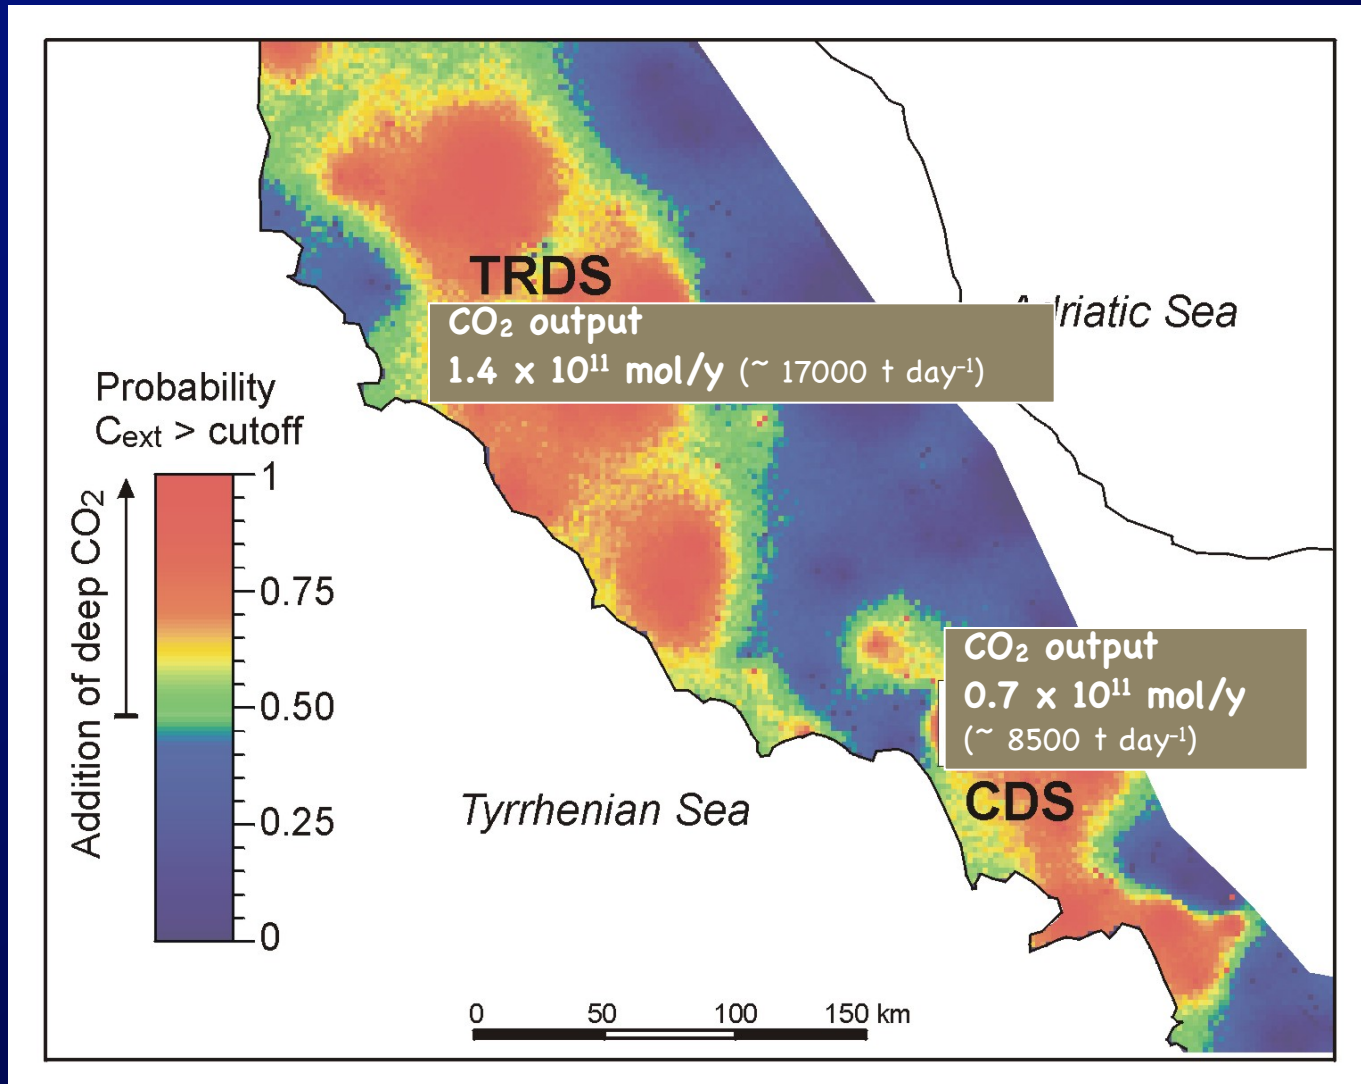 TRDS
CO₂ output
1.4 x 10¹¹ mol/y (~ 17000 t day⁻¹)
Sea
Probability
Cext > cutoff
Addition of deep CO₂
1
0.75
0.50
0.25
0
CO₂ output
0.7 x 10¹¹ mol/y
(~ 8500 t day⁻¹)
CDS
Tyrrhenian Sea
0 50 100 150 km